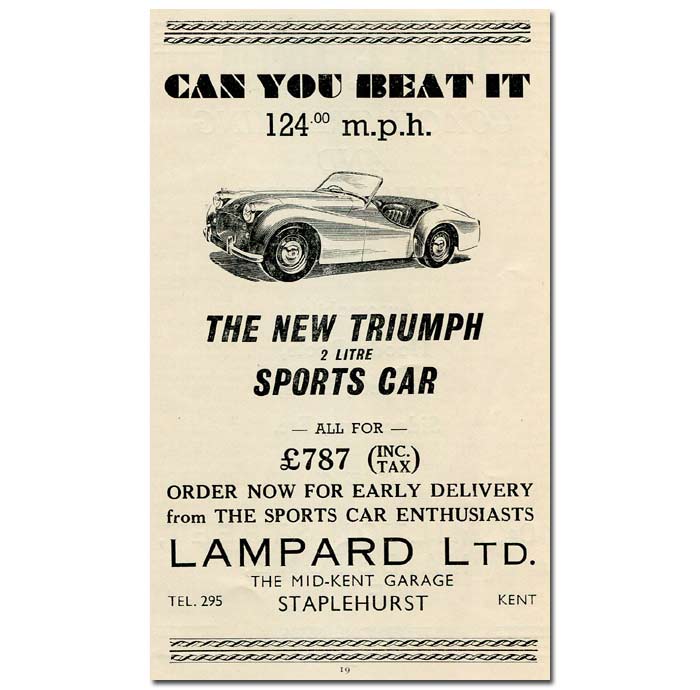 CAN YOU BEAT IT
124.00 m.p.h.
THE NEW TRIUMPH
2 LITRE
SPORTS CAR
— ALL FOR —
£787 (INC. TAX)
ORDER NOW FOR EARLY DELIVERY
from THE SPORTS CAR ENTHUSIASTS
LAMPARD LTD.
THE MID-KENT GARAGE
TEL. 295 STAPLEHURST KENT
19